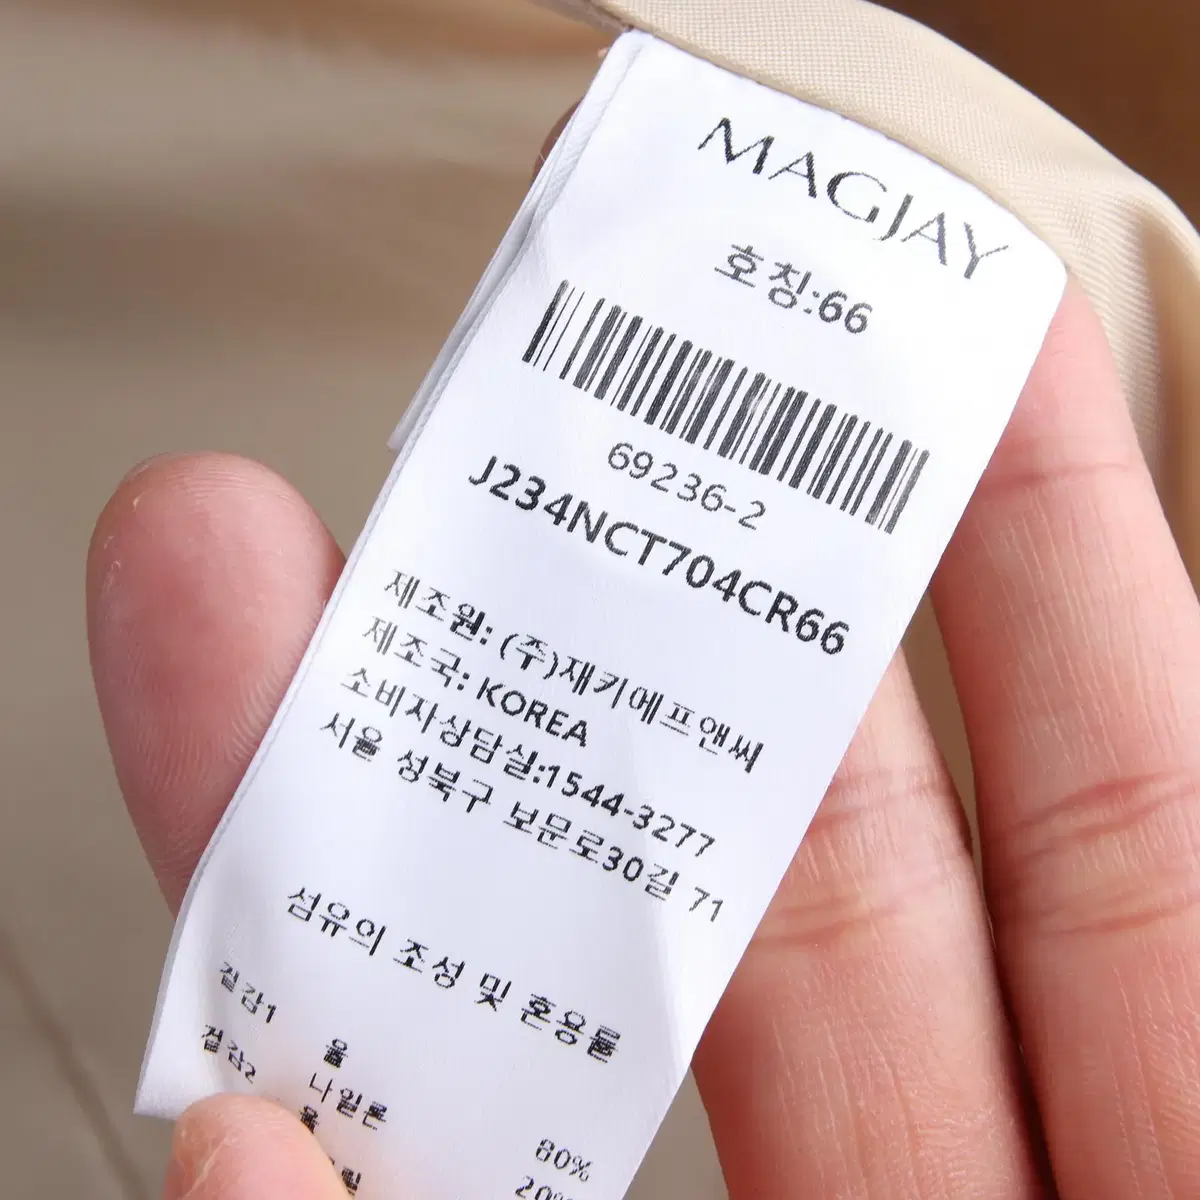 MAGJAY
호칭:66
69236-2
J234NCT704CR66
제조원: (주)재키에프앤씨
제조국: KOREA
소비자상담실:1544-3277
서울 성북구 보문로30길 71
섬유의 조성 및 혼용률
겉감1 울
나일론 80%
겉감2 울 20%